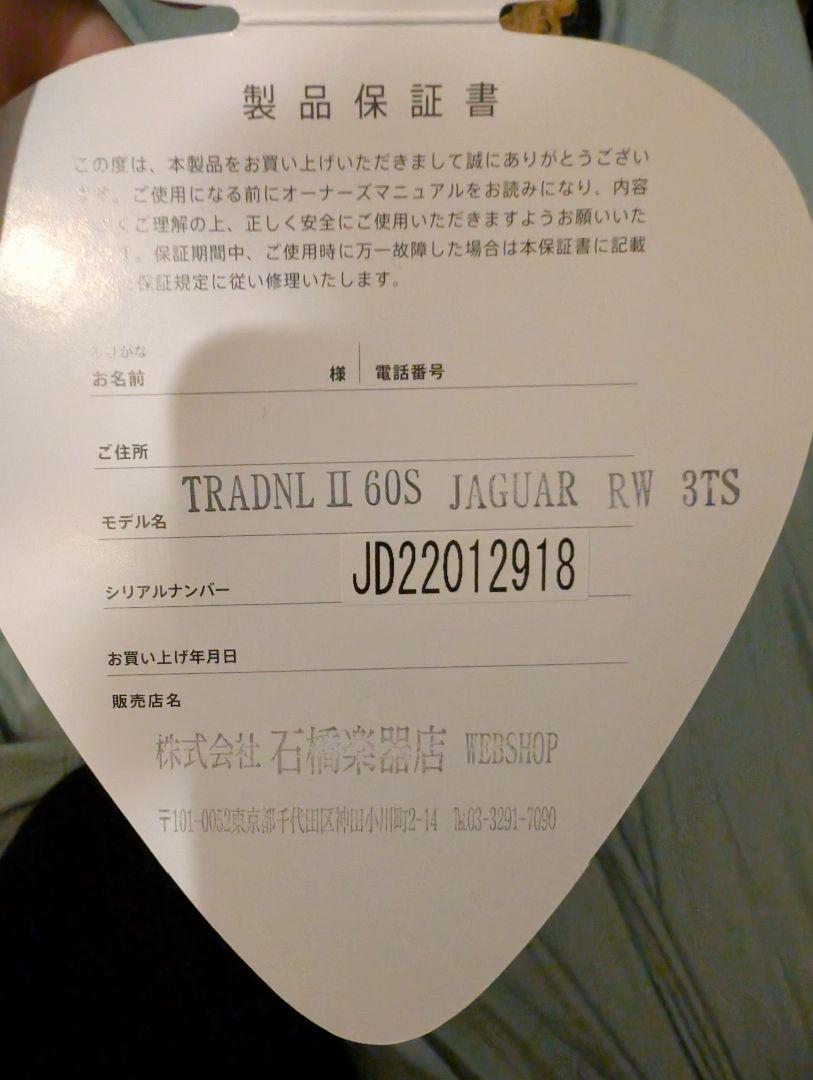 製品保証書
この度は、本製品をお買い上げいただきまして誠にありがとうござい
ます。ご使用になる前にオーナーズマニュアルをお読みになり、内容
ご理解の上、正しく安全にご使用いただきますようお願いいた
。保証期間中、ご使用時に万一故障した場合は本保証書に記載
保証規定に従い修理いたします。
ふりがな
お名前 様 電話番号
ご住所
モデル名 TRADNL II 60S JAGUAR RW 3TS
シリアルナンバー JD22012918
お買い上げ年月日
販売店名
株式会社 石橋楽器店 WEBSHOP
〒101-0052東京都千代田区神田小川町2-14 ℡03-3291-7090